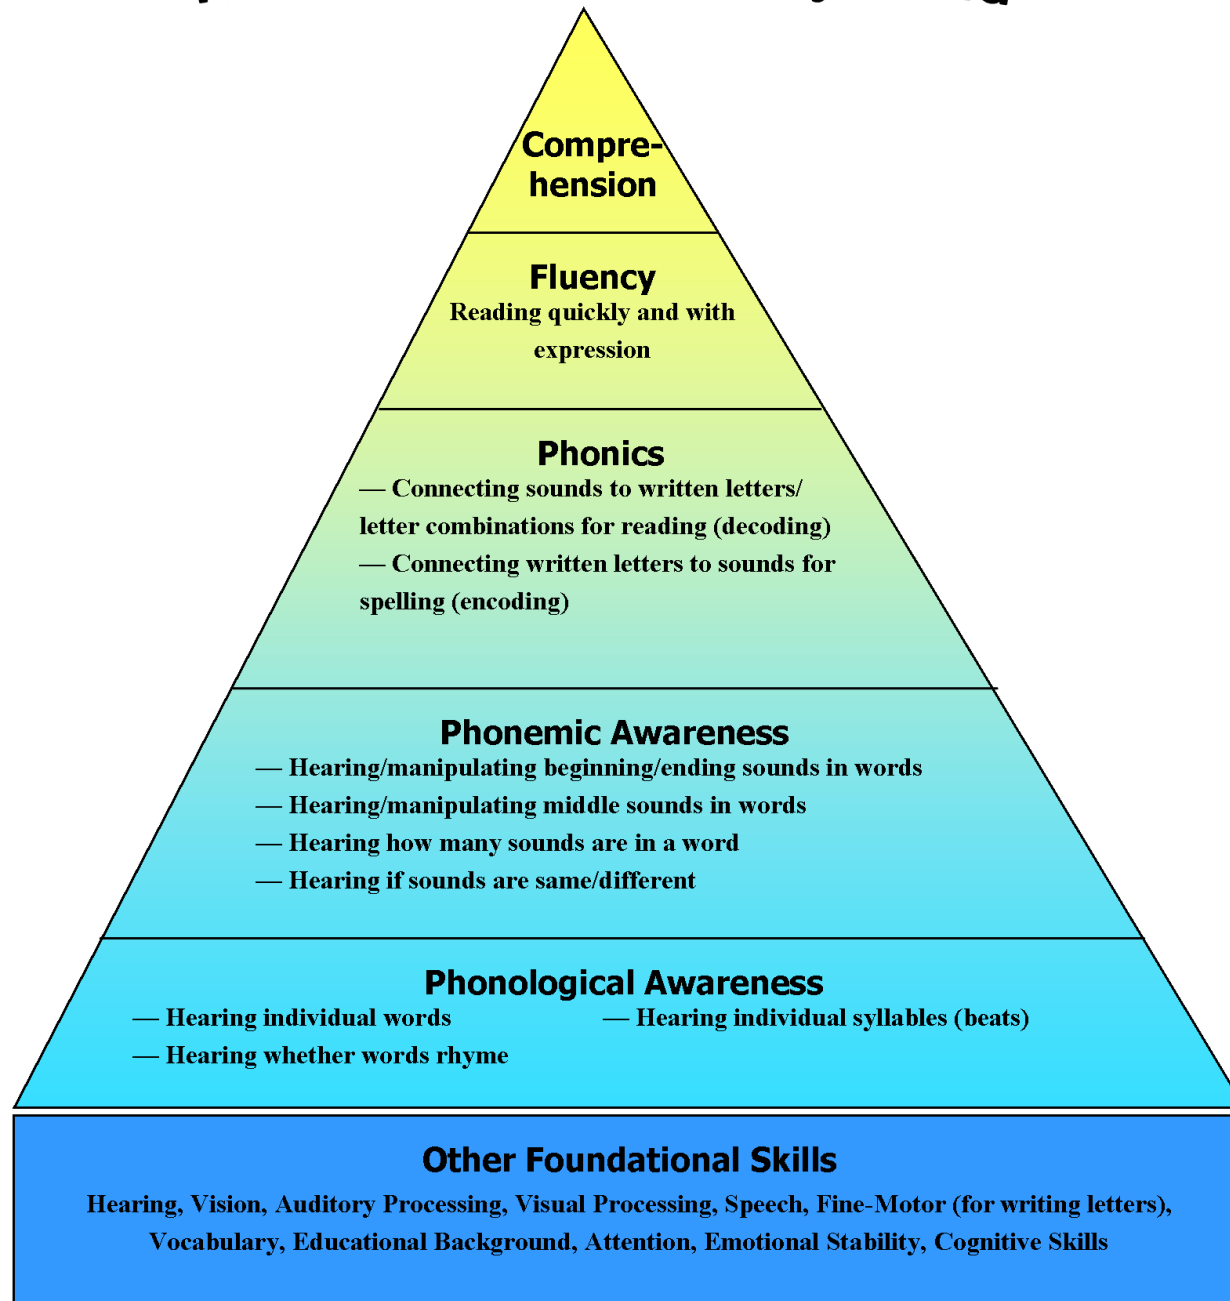 Compre-
hension
Fluency
Reading quickly and with
expression
Phonics
— Connecting sounds to written letters/
letter combinations for reading (decoding)
— Connecting written letters to sounds for
spelling (encoding)
Phonemic Awareness
— Hearing/manipulating beginning/ending sounds in words
— Hearing/manipulating middle sounds in words
— Hearing how many sounds are in a word
— Hearing if sounds are same/different
Phonological Awareness
— Hearing individual words — Hearing individual syllables (beats)
— Hearing whether words rhyme
Other Foundational Skills
Hearing, Vision, Auditory Processing, Visual Processing, Speech, Fine-Motor (for writing letters),
Vocabulary, Educational Background, Attention, Emotional Stability, Cognitive Skills